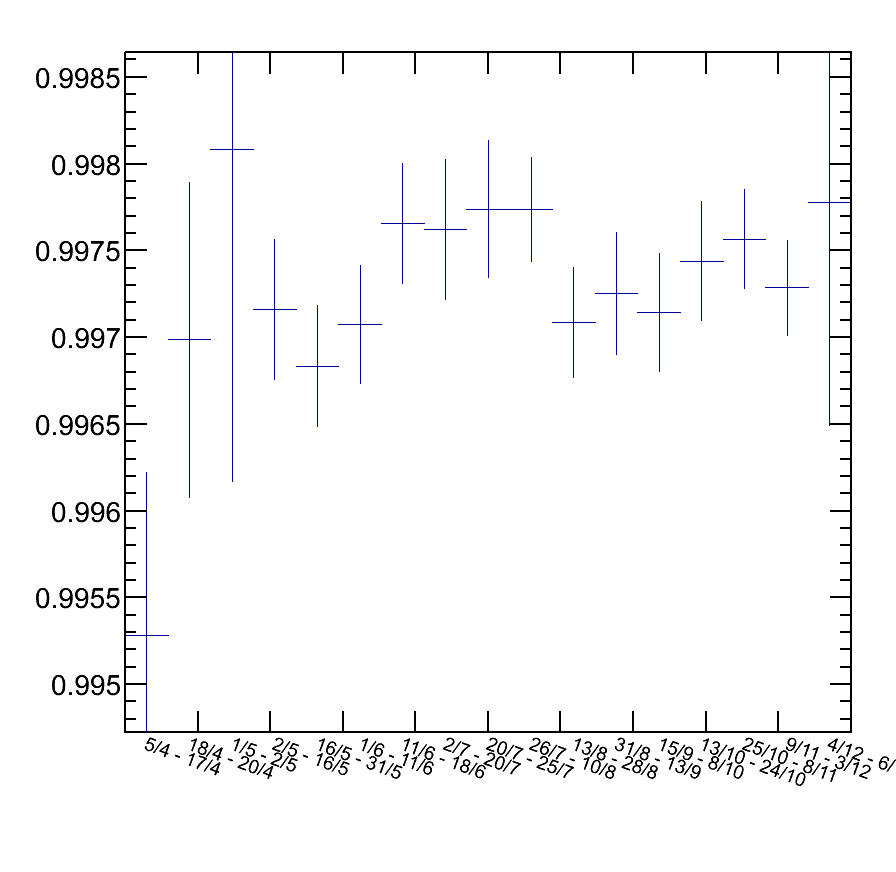 0.9985
0.998
0.9975
0.997
0.9965
0.996
0.9955
0.995
5/4 - 17/4
18/4 - 20/4
1/5 - 2/5
2/5 - 16/5
16/5 - 31/5
1/6 - 11/6
11/6 - 18/6
2/7 - 20/7
20/7 - 25/7
26/7 - 10/8
13/8 - 28/8
31/8 - 13/9
15/9 - 8/10
13/10 - 24/10
25/10 - 8/11
9/11 - 3/12
4/12 - 6/